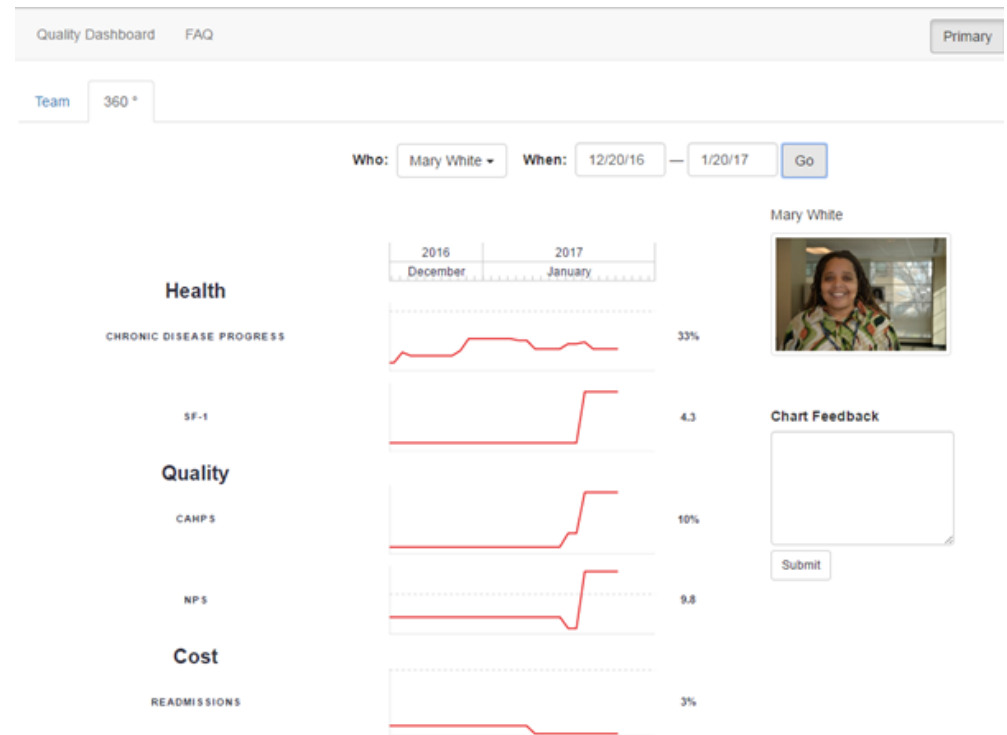 Quality Dashboard FAQ Primary
Team 360 °
Who: Mary White When: 12/20/16 — 1/20/17 Go
Mary White
2016 2017
December January
Health
CHRONIC DISEASE PROGRESS 33%
SF-1 4.3
Chart Feedback
Quality
CAHPS 10%
Submit
NPS 9.8
Cost
READMISSIONS 3%